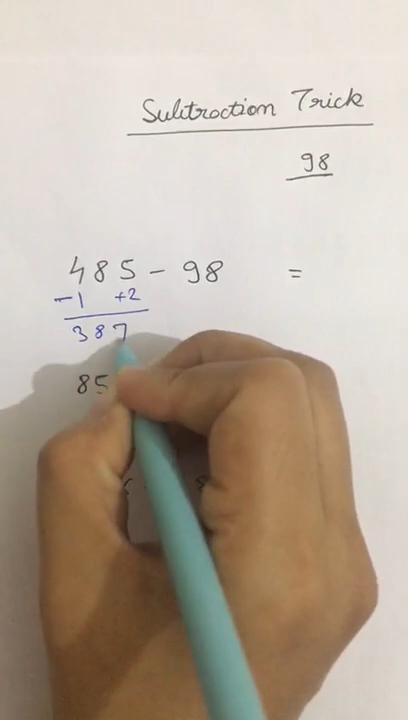 Subtraction Trick
98
485 - 98 =
-1 +2
387
85